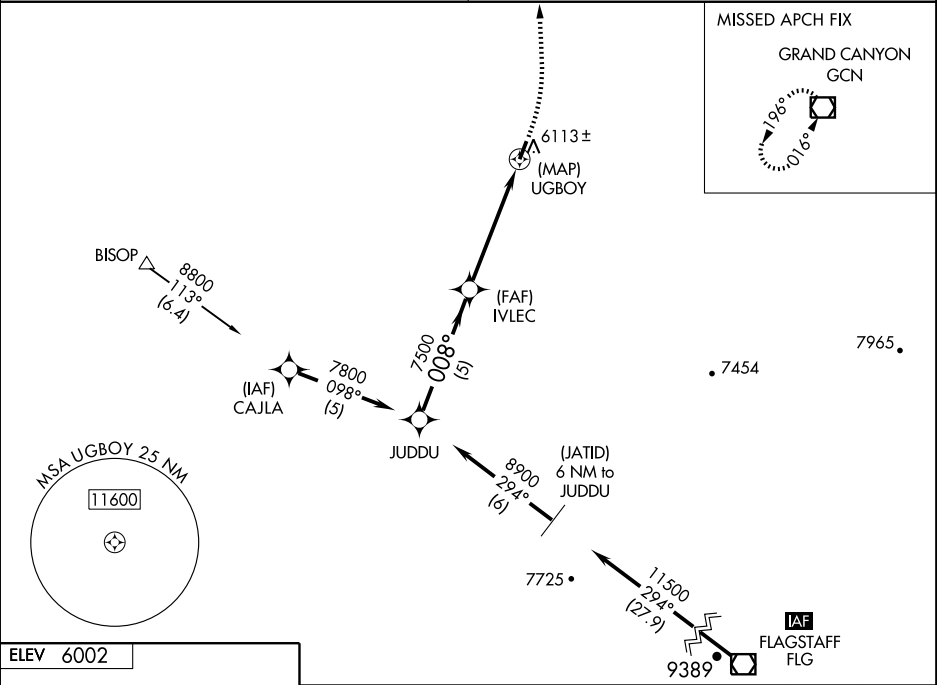 MISSED APCH FIX
GRAND CANYON
GCN
196°
016°
6113±
(MAP)
UGBOY
BISOP
8800
113°
(6.4)
(FAF)
IVLEC
7500
008°
(5)
7965
7454
(IAF)
CAJLA
7800
098°
(5)
JUDDU
(JATID)
6 NM to
JUDDU
8900
294°
(6)
MSA UGBOY 25 NM
11600
7725
11500
294°
(27.9)
IAF
FLAGSTAFF
FLG
9389
ELEV 6002